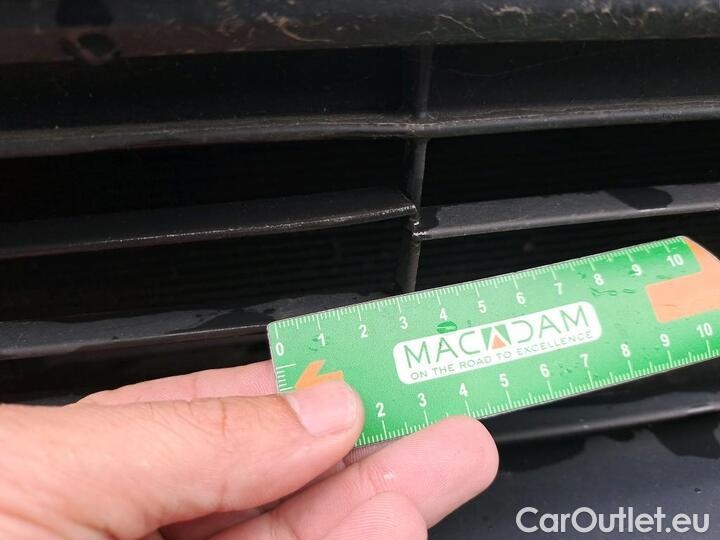 0 1 2 3 4 5 6 7 8 9 10
MACADAM
ON THE ROAD TO EXCELLENCE
2 3 4 5 6 7 8 9 10
CarOutlet.eu